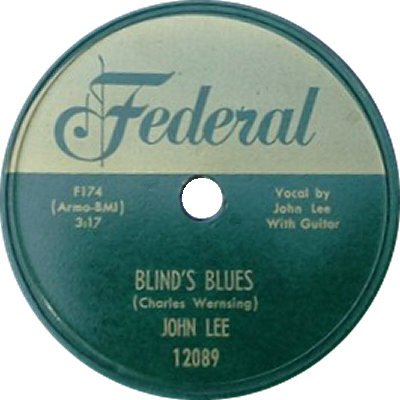 Federal
F174
(Armo-BMI)
3:17
Vocal by
John Lee
With Guitar
BLIND'S BLUES
(Charles Wernsing)
JOHN LEE
12089